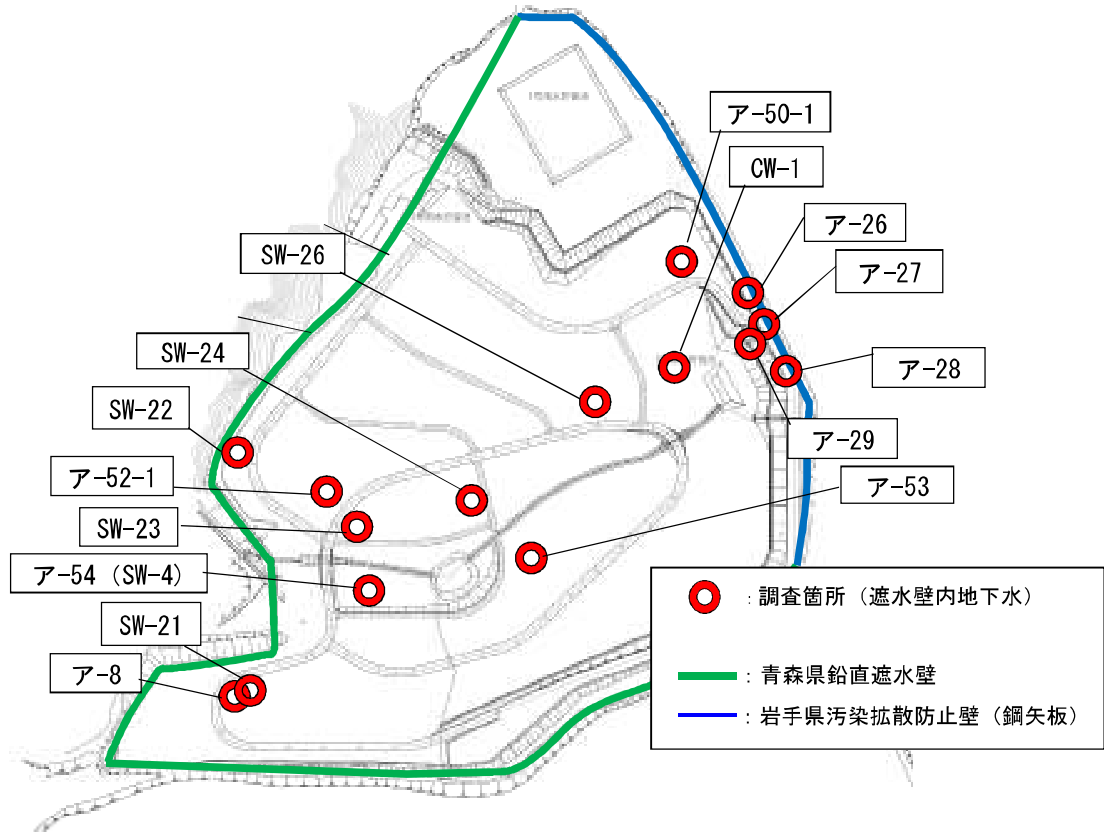 ア-50-1
CW-1
ア-26
SW-26
ア-27
SW-24
ア-28
SW-22
ア-29
ア-52-1
ア-53
SW-23
ア-54（SW-4）
：調査箇所（遮水壁内地下水）
SW-21
ア-8
：青森県鉛直遮水壁
：岩手県汚染拡散防止壁（鋼矢板）